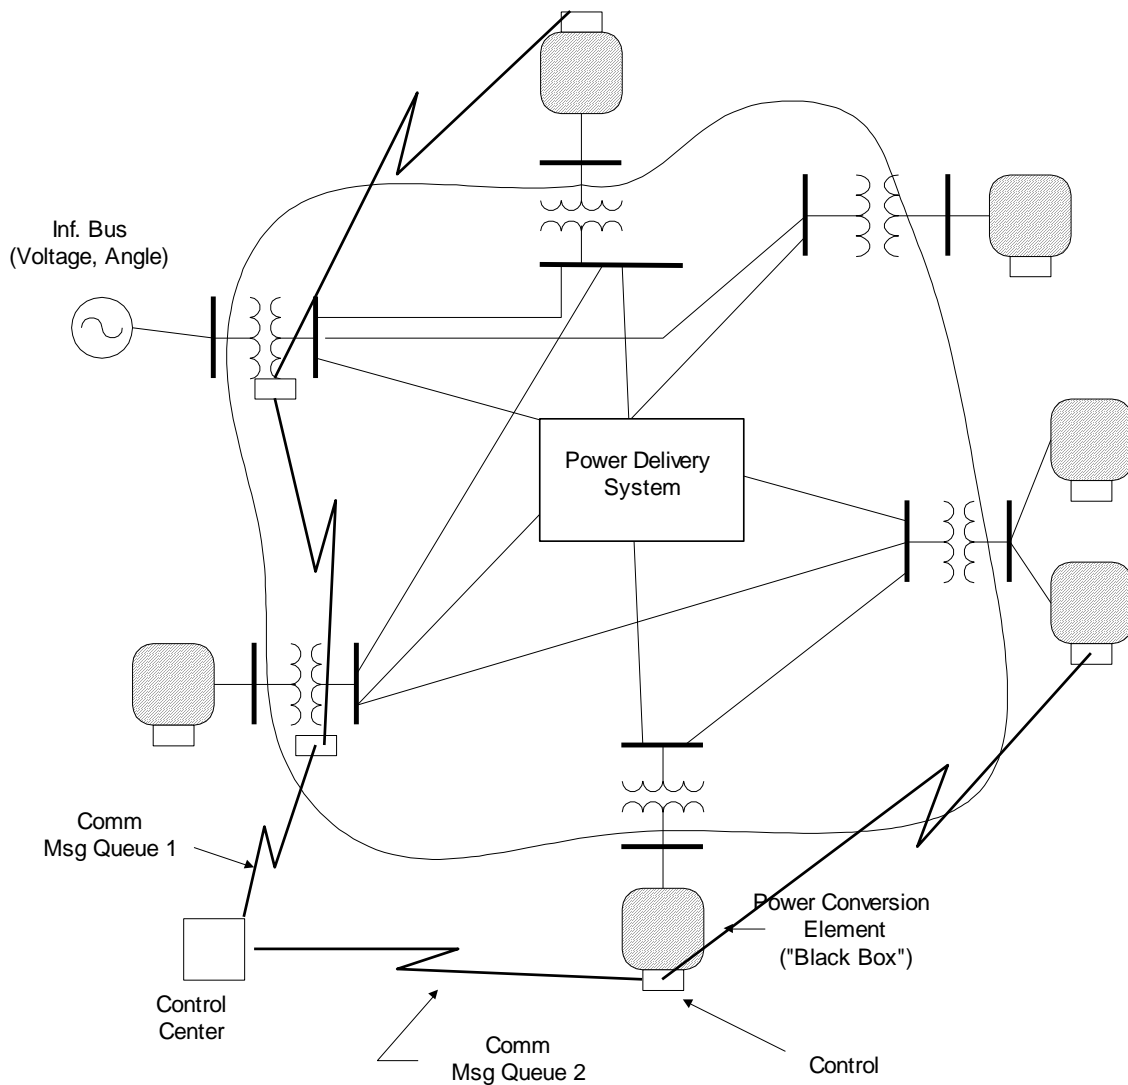 Inf. Bus
(Voltage, Angle)
Power Delivery
System
Comm
Msg Queue 1
Power Conversion
Element
("Black Box")
Control
Center
Comm
Msg Queue 2
Control